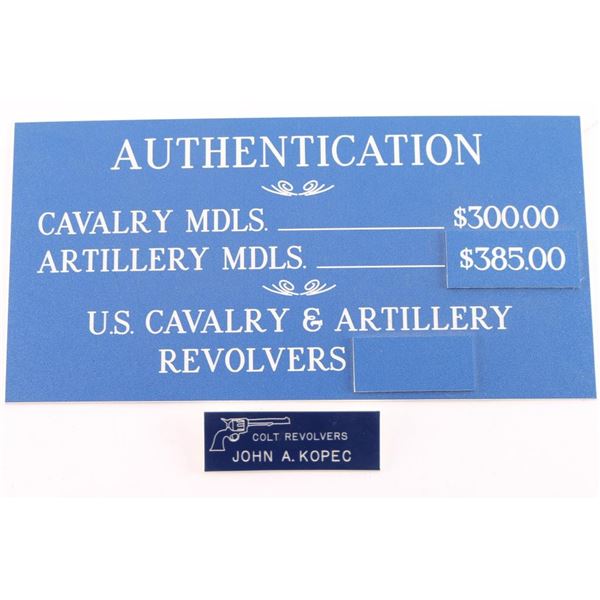 AUTHENTICATION
CAVALRY MDLS. $300.00
ARTILLERY MDLS. $385.00
U.S. CAVALRY & ARTILLERY
REVOLVERS
COLT REVOLVERS
JOHN A. KOPEC